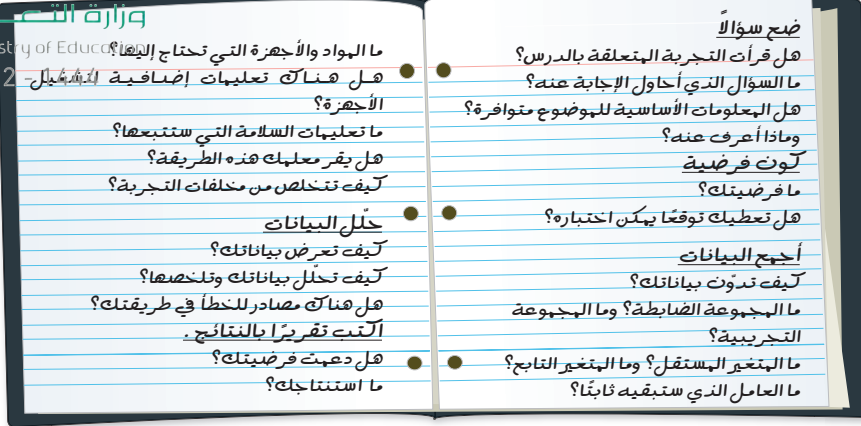 ضع سؤالاً
هل قرأت التجربة المتعلقة بالدرس؟
ما السؤال الذي أحاول الإجابة عنه؟
هل المعلومات الأساسية للموضوع متوافرة؟
وماذا أعرف عنه؟
كون فرضية
ما فرضيتك؟
هل تعطيك توقعًا يمكن اختباره؟
أجمع البيانات
كيف تدوّن بياناتك؟
ما المجموعة الضابطة؟ وما المجموعة
التجريبية؟
ما المتغير المستقل؟ وما المتغير التابع؟
ما العامل الذي ستبقيه ثابتًا؟
ما المواد والأجهزة التي تحتاج إليها؟
هل هناك تعليمات إضافية لتشغيل
الأجهزة؟
ما تعليمات السلامة التي ستتبعها؟
هل يقر معلمك هذه الطريقة؟
كيف تتخلص من مخلفات التجربة؟
حلّل البيانات
كيف تعرض بياناتك؟
كيف تحلّل بياناتك وتلخصها؟
هل هناك مصادر للخطأ في طريقتك؟
اكتب تقريرًا بالنتائج .
هل دعمت فرضيتك؟
ما استنتاجك؟
وزارة التعـ
stry of Education
2 - 1444